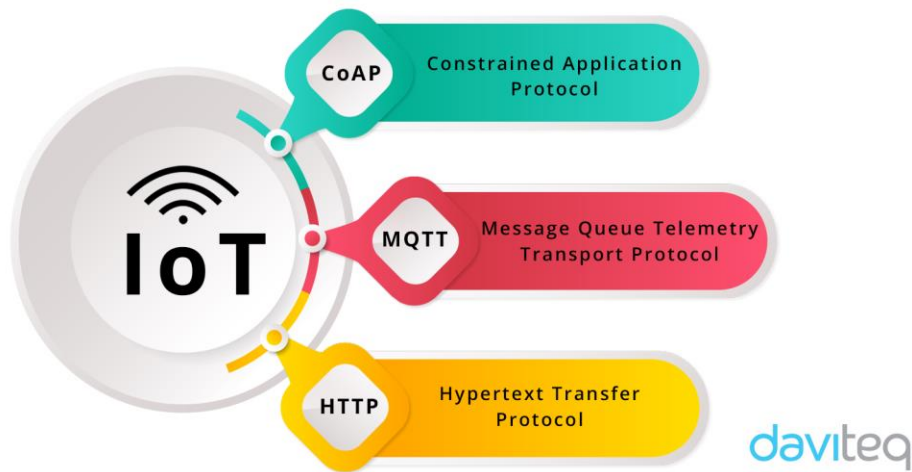 CoAP
Constrained Application
Protocol
IoT
MQTT
Message Queue Telemetry
Transport Protocol
HTTP
Hypertext Transfer
Protocol
daviteq